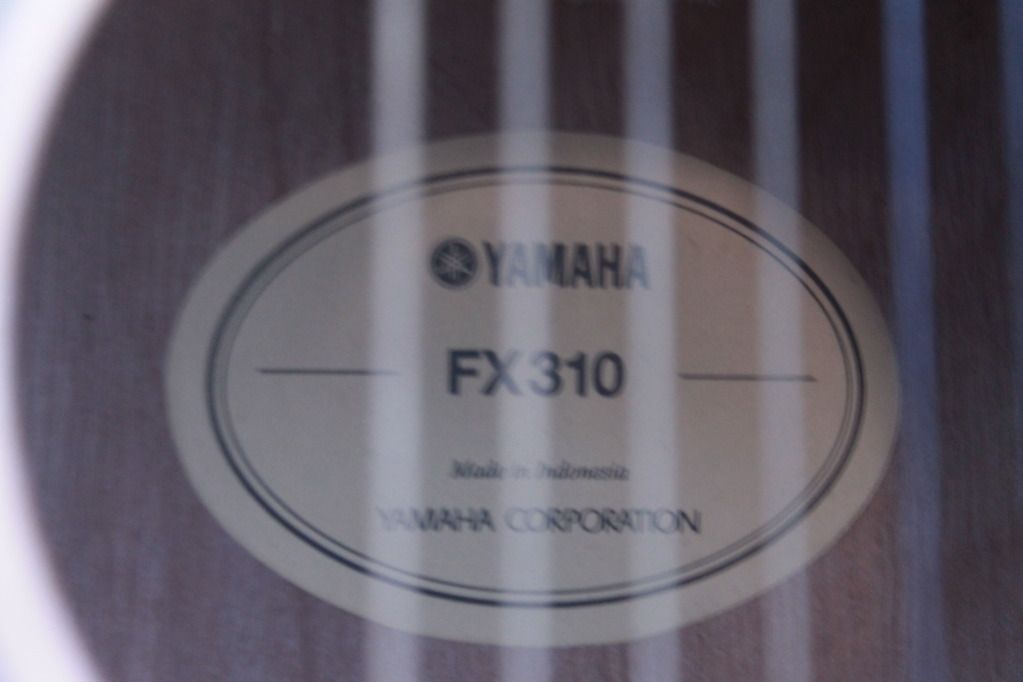 YAMAHA
FX310
Made in Indonesia
YAMAHA CORPORATION